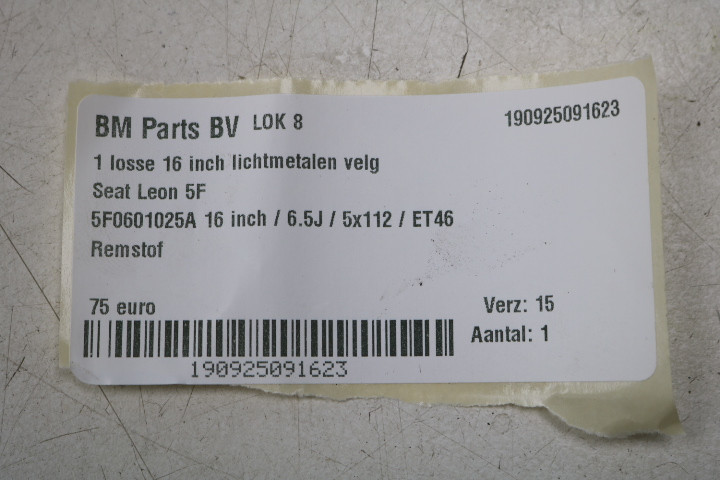 BM Parts BV LOK 8 190925091623
1 losse 16 inch lichtmetalen velg
Seat Leon 5F
5F0601025A 16 inch / 6.5J / 5x112 / ET46
Remstof
75 euro Verz: 15
Aantal: 1
190925091623